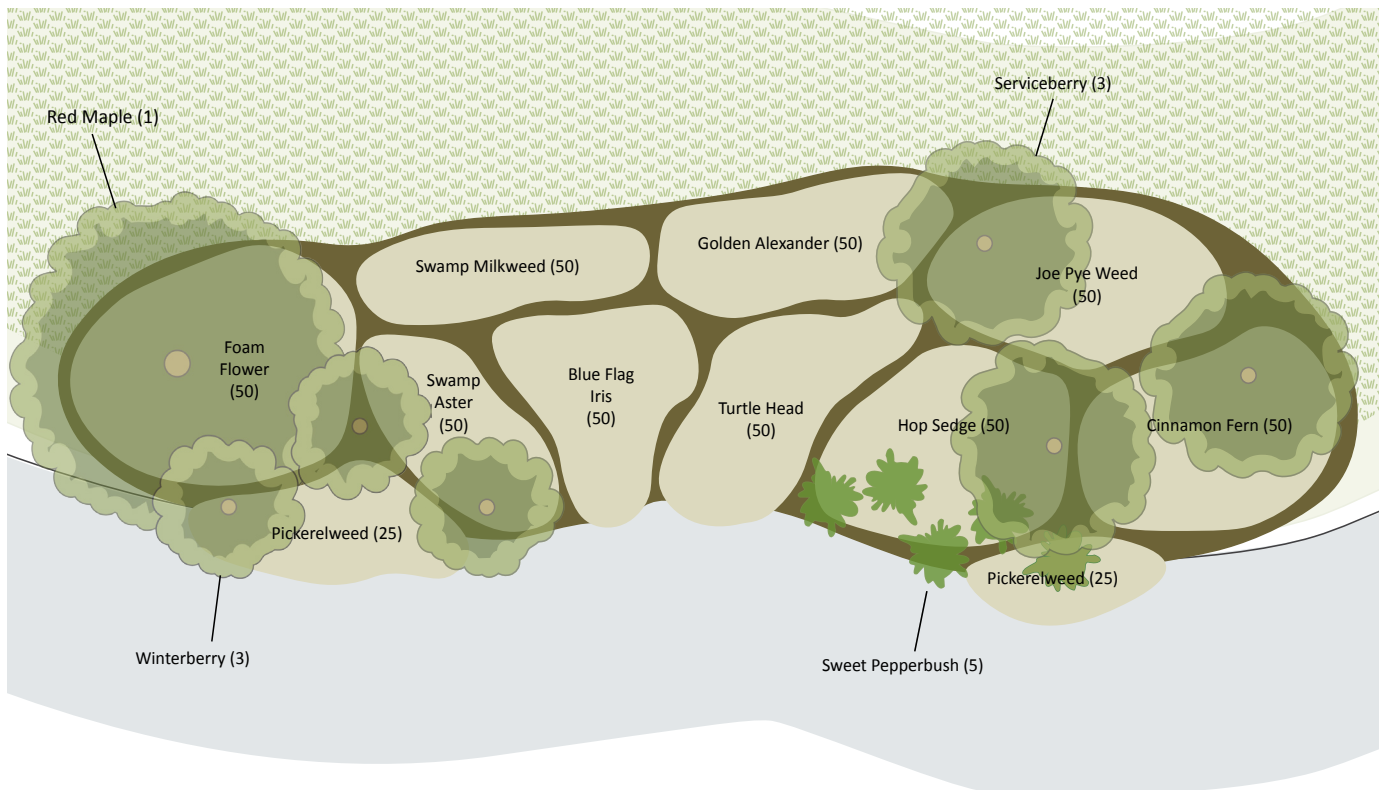 Serviceberry (3)
Red Maple (1)
Golden Alexander (50)
Swamp Milkweed (50)
Joe Pye Weed
(50)
Foam
Flower
(50)
Swamp
Aster
(50)
Blue Flag
Iris
(50)
Turtle Head
(50)
Hop Sedge (50)
Cinnamon Fern (50)
Pickerelweed (25)
Pickerelweed (25)
Winterberry (3)
Sweet Pepperbush (5)